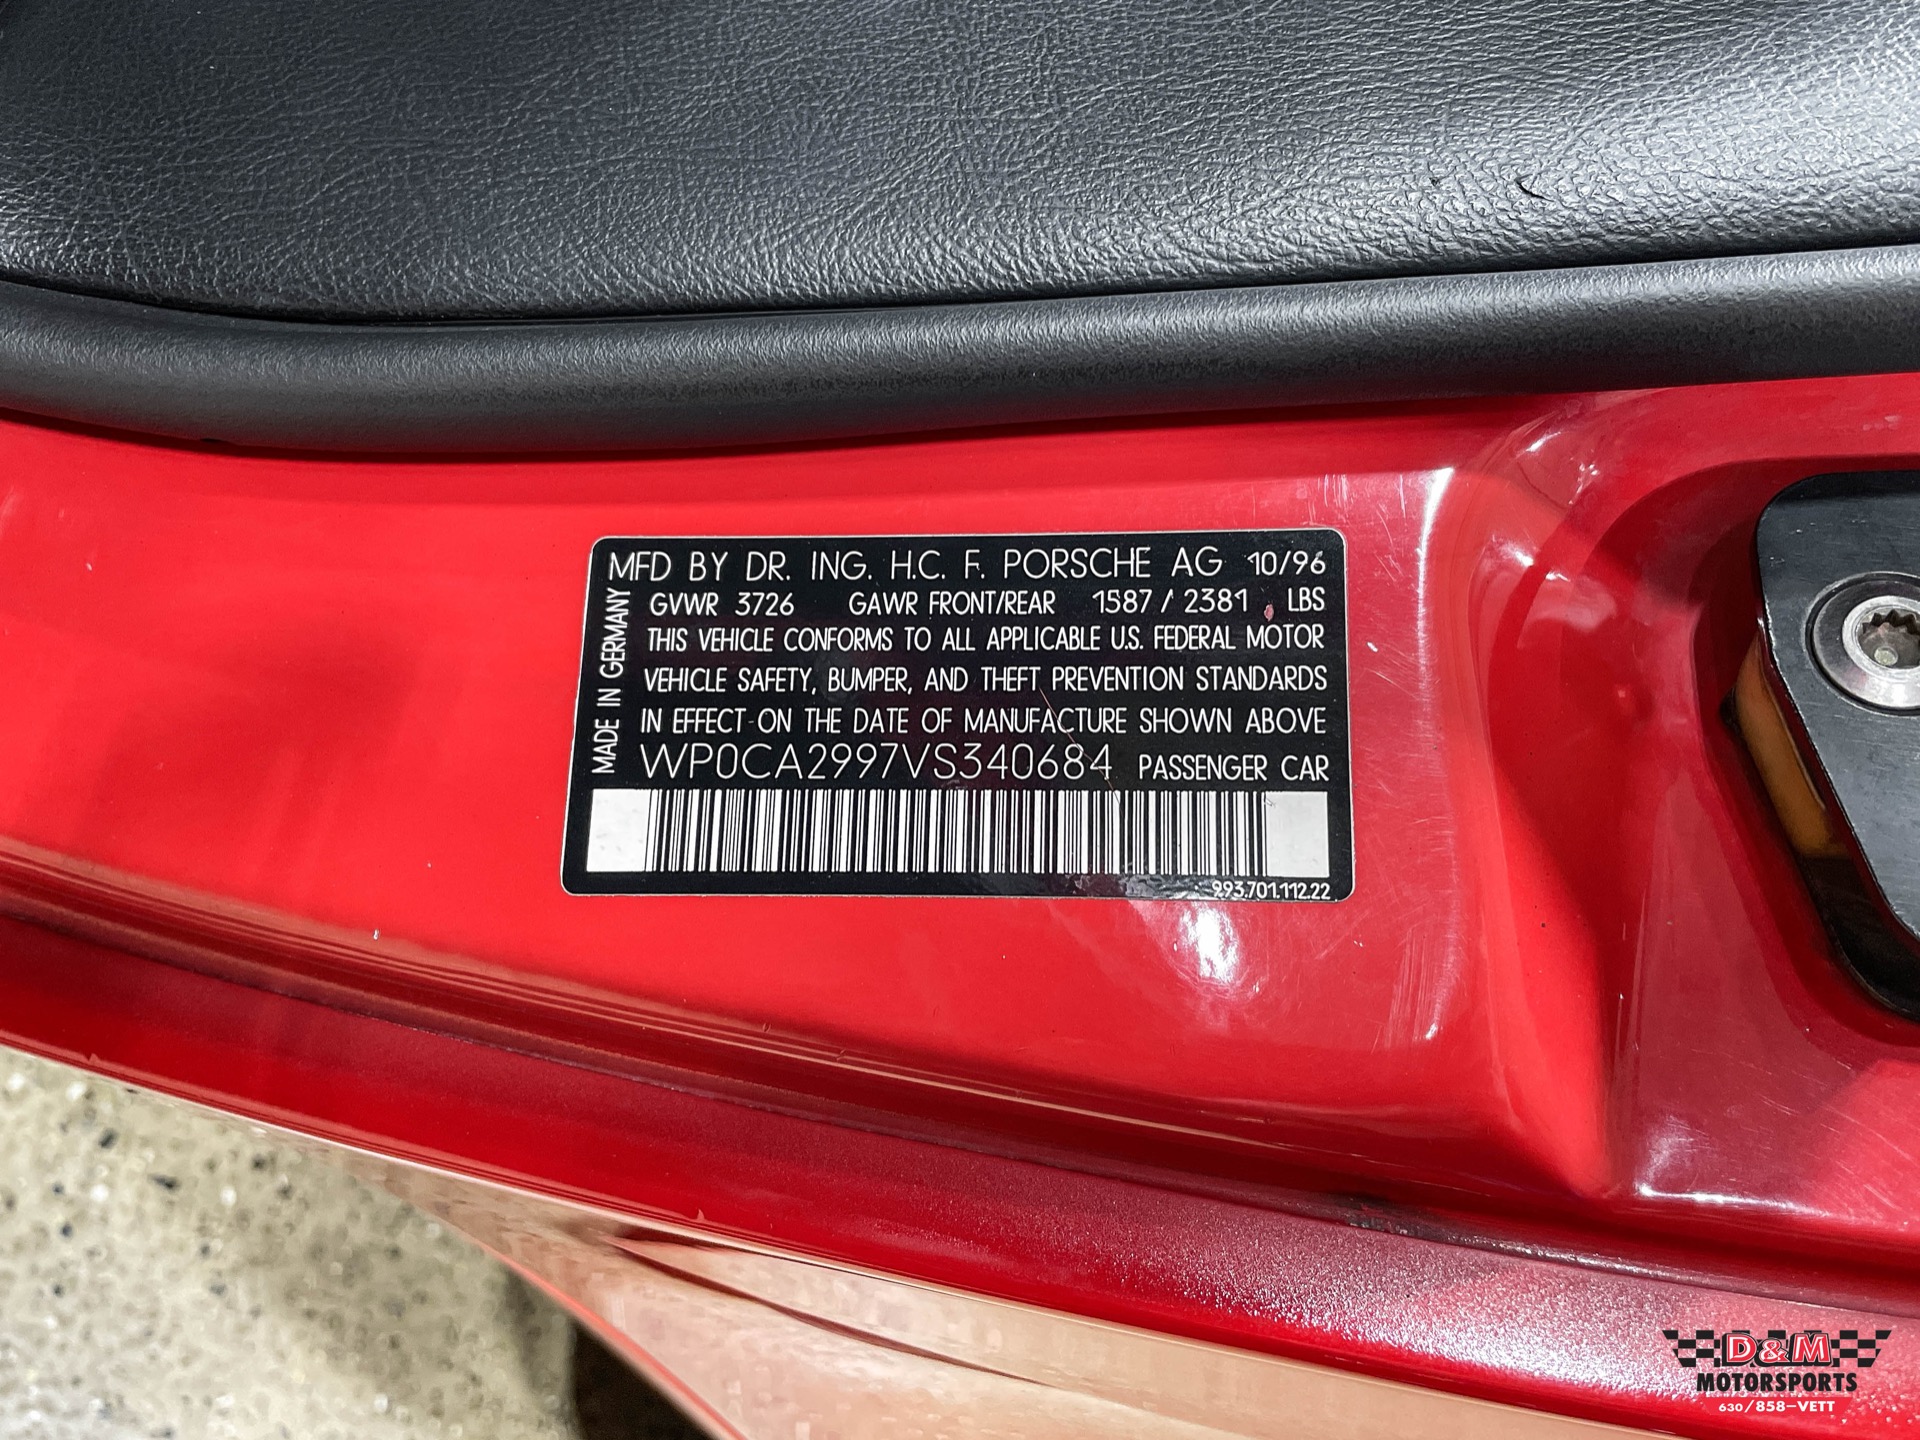 MFD BY DR. ING. H.C. F. PORSCHE AG 10/96
GVWR 3726 GAWR FRONT/REAR 1587 / 2381 LBS
THIS VEHICLE CONFORMS TO ALL APPLICABLE U.S. FEDERAL MOTOR
VEHICLE SAFETY, BUMPER, AND THEFT PREVENTION STANDARDS
IN EFFECT ON THE DATE OF MANUFACTURE SHOWN ABOVE
WP0CA2997VS340684 PASSENGER CAR
MADE IN GERMANY
993.701.112.22
D&M
MOTORSPORTS
630/858-VETT